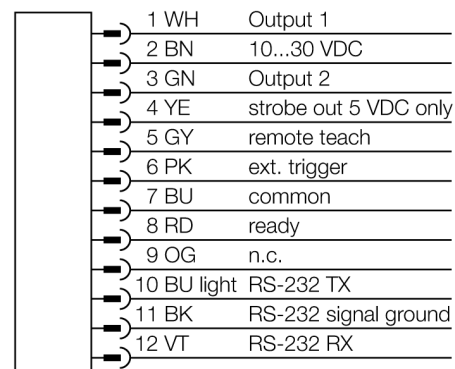 1 WH Output 1
2 BN 10...30 VDC
3 GN Output 2
4 YE strobe out 5 VDC only
5 GY remote teach
6 PK ext. trigger
7 BU common
8 RD ready
9 OG n.c.
10 BU light RS-232 TX
11 BK RS-232 signal ground
12 VT RS-232 RX